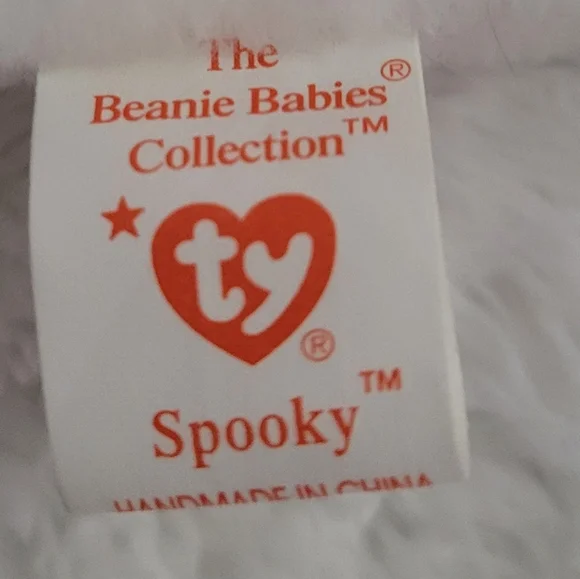 The
Beanie Babies®
Collection™
ty
®
Spooky™
HANDMADE IN CHINA